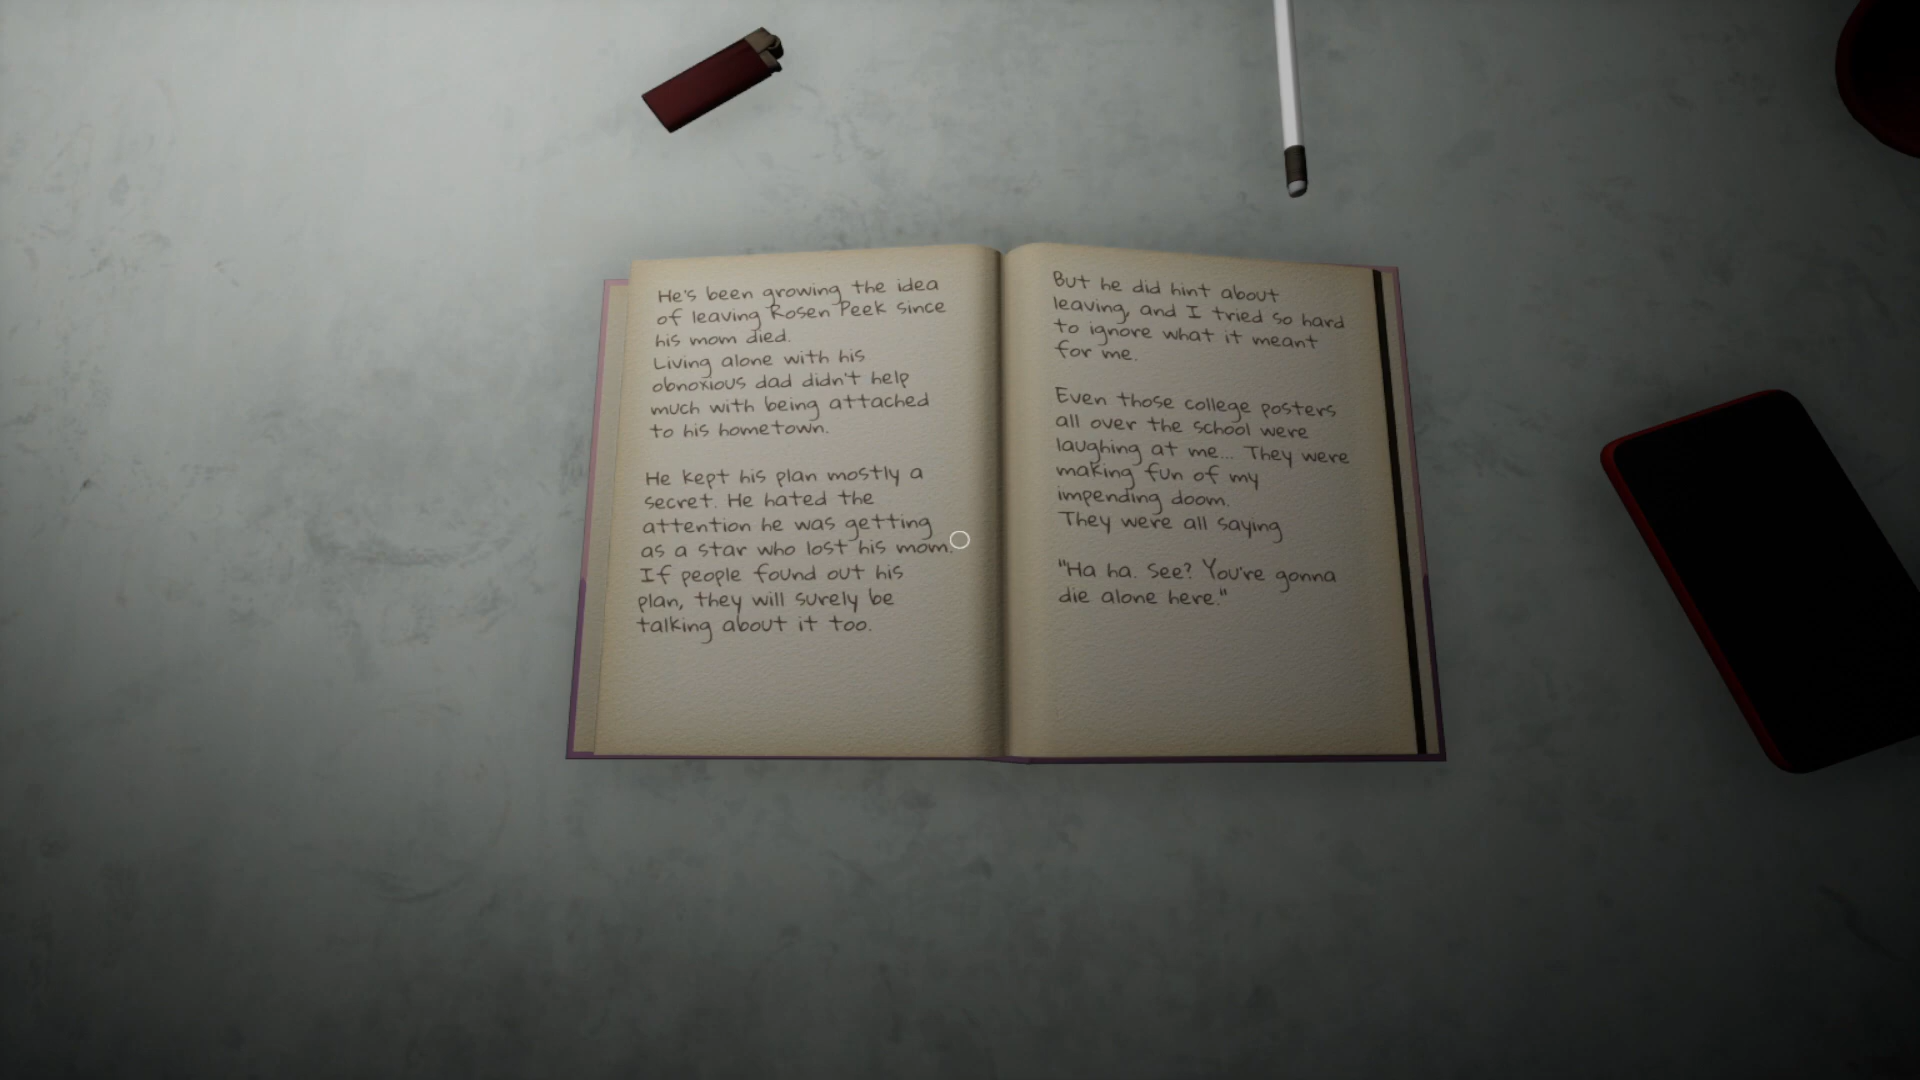 He's been growing the idea
of leaving Rosen Peek since
his mom died.
Living alone with his
obnoxious dad didn't help
much with being attached
to his hometown.
He kept his plan mostly a
secret. He hated the
attention he was getting
as a star who lost his mom.
If people found out his
plan, they will surely be
talking about it too.
But he did hint about
leaving, and I tried so hard
to ignore what it meant
for me.
Even those college posters
all over the school were
laughing at me... They were
making fun of my
impending doom.
They were all saying
"Ha ha. See? You're gonna
die alone here."